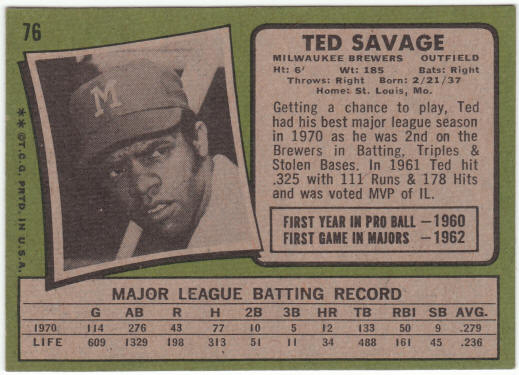 76
TED SAVAGE
MILWAUKEE BREWERS OUTFIELD
Ht: 6' Wt: 185 Bats: Right
Throws: Right Born: 2/21/37
Home: St. Louis, Mo.
Getting a chance to play, Ted
had his best major league season
in 1970 as he was 2nd on the
Brewers in Batting, Triples &
Stolen Bases. In 1961 Ted hit
.325 with 111 Runs & 178 Hits
and was voted MVP of IL.
FIRST YEAR IN PRO BALL —1960
FIRST GAME IN MAJORS —1962
M
**©T.C.G. PRTD. IN U.S.A.
MAJOR LEAGUE BATTING RECORD
G AB R H 2B 3B HR TB RBI SB AVG.
1970 114 276 43 77 10 5 12 133 50 9 .279
LIFE 609 1329 198 313 51 11 34 488 161 45 .236